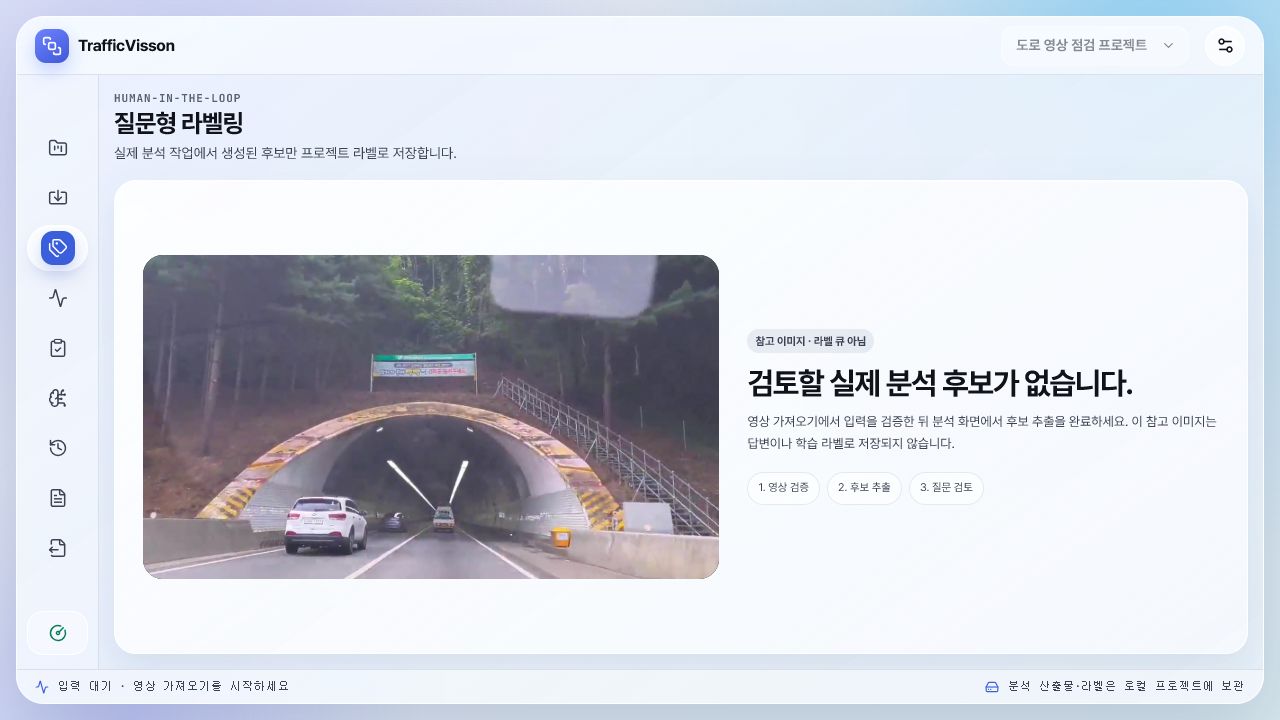 TrafficVisson
도로 영상 점검 프로젝트
HUMAN-IN-THE-LOOP
질문형 라벨링
실제 분석 작업에서 생성된 후보만 프로젝트 라벨로 저장합니다.
참고 이미지 · 라벨 큐 아님
검토할 실제 분석 후보가 없습니다.
영상 가져오기에서 입력을 검증한 뒤 분석 화면에서 후보 추출을 완료하세요. 이 참고 이미지는
답변이나 학습 라벨로 저장되지 않습니다.
1. 영상 검증
2. 후보 추출
3. 질문 검토
입력 대기 · 영상 가져오기를 시작하세요
분석 산출물·라벨은 로컬 프로젝트에 보관